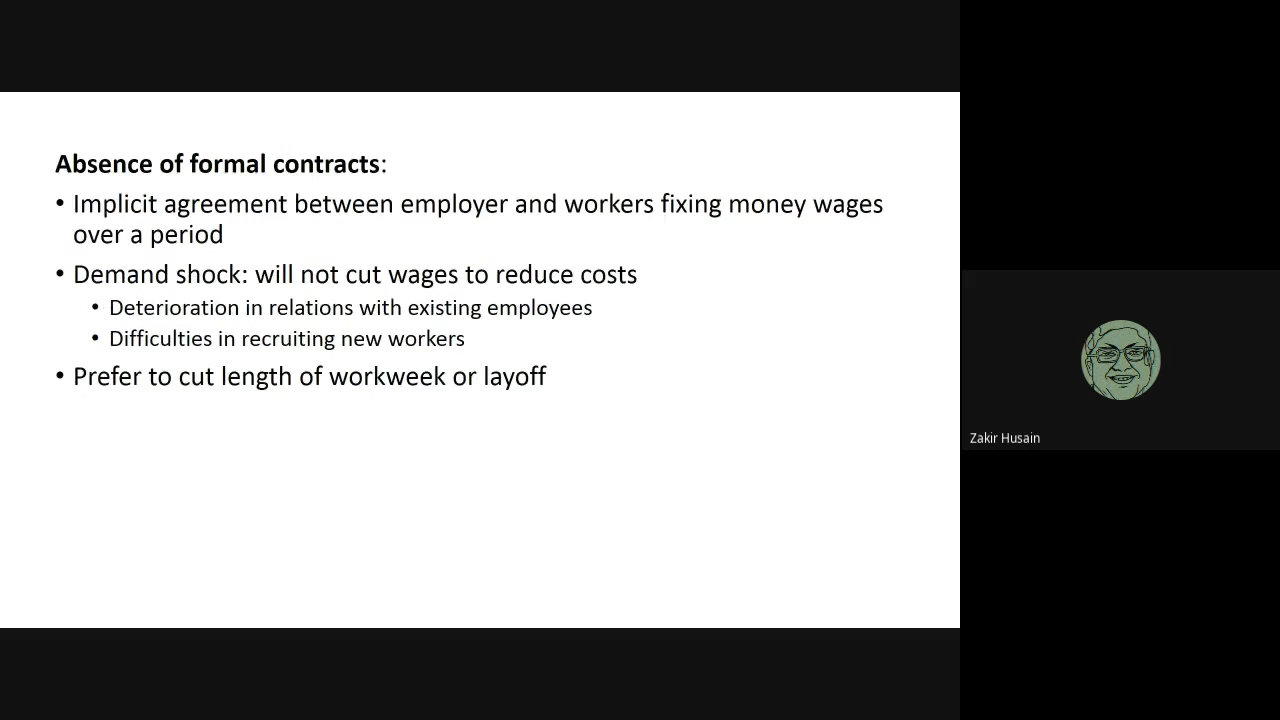 Absence of formal contracts:
• Implicit agreement between employer and workers fixing money wages
over a period
• Demand shock: will not cut wages to reduce costs
• Deterioration in relations with existing employees
• Difficulties in recruiting new workers
• Prefer to cut length of workweek or layoff
Zakir Husain